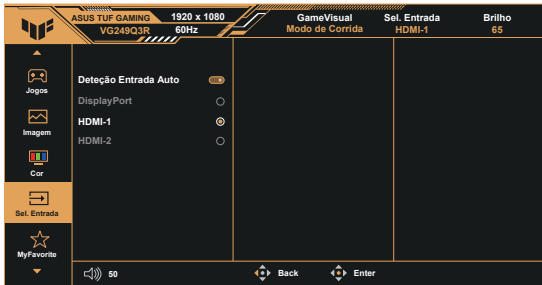 ASUS TUF GAMING 1920 x 1080
VG249Q3R 60Hz
GameVisual
Modo de Corrida
Sel. Entrada
HDMI-1
Brilho
65
Jogos
Imagem
Cor
Sel. Entrada
MyFavorite
Deteção Entrada Auto
DisplayPort
HDMI-1
HDMI-2
50
Back
Enter